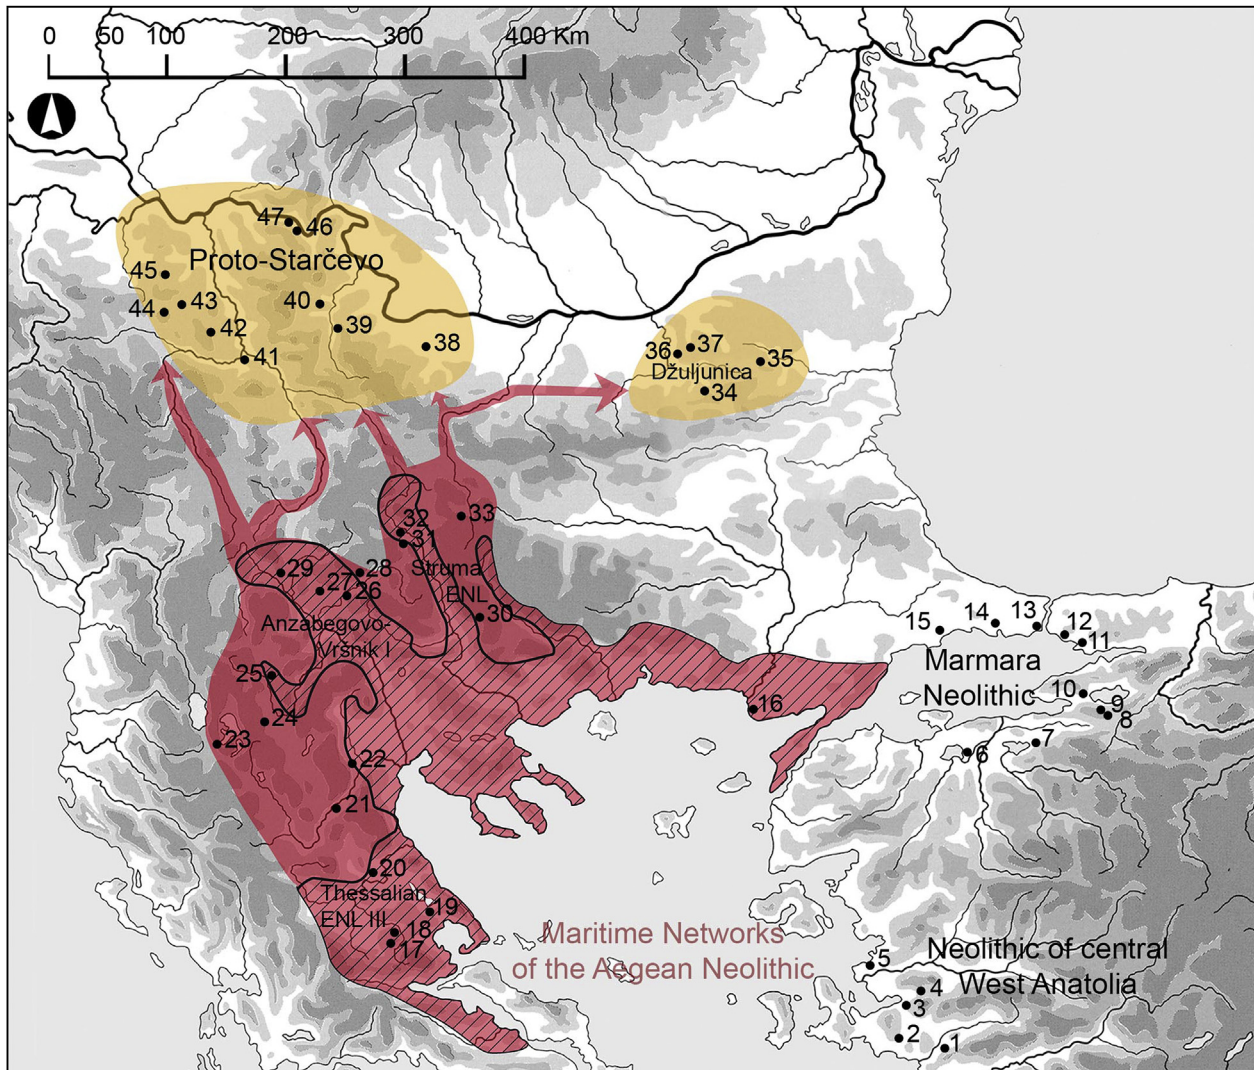 0 50 100 200 300 400 Km
47 46
Proto-Starčevo
45
44 43 40
42 39
41 38
36 37 35
Džuljunica
34
32 33
31
29 28 Struma
27 26 ENL
30
Anzabegovo-
Vršnik I
15 14 13 12
11
Marmara
Neolithic
25
10 9
8
16
24
23
22
6 7
21
20
Thessalian
ENL III
19
18
17
Maritime Networks
of the Aegean Neolithic
Neolithic of central
West Anatolia
5
4
3
2 1